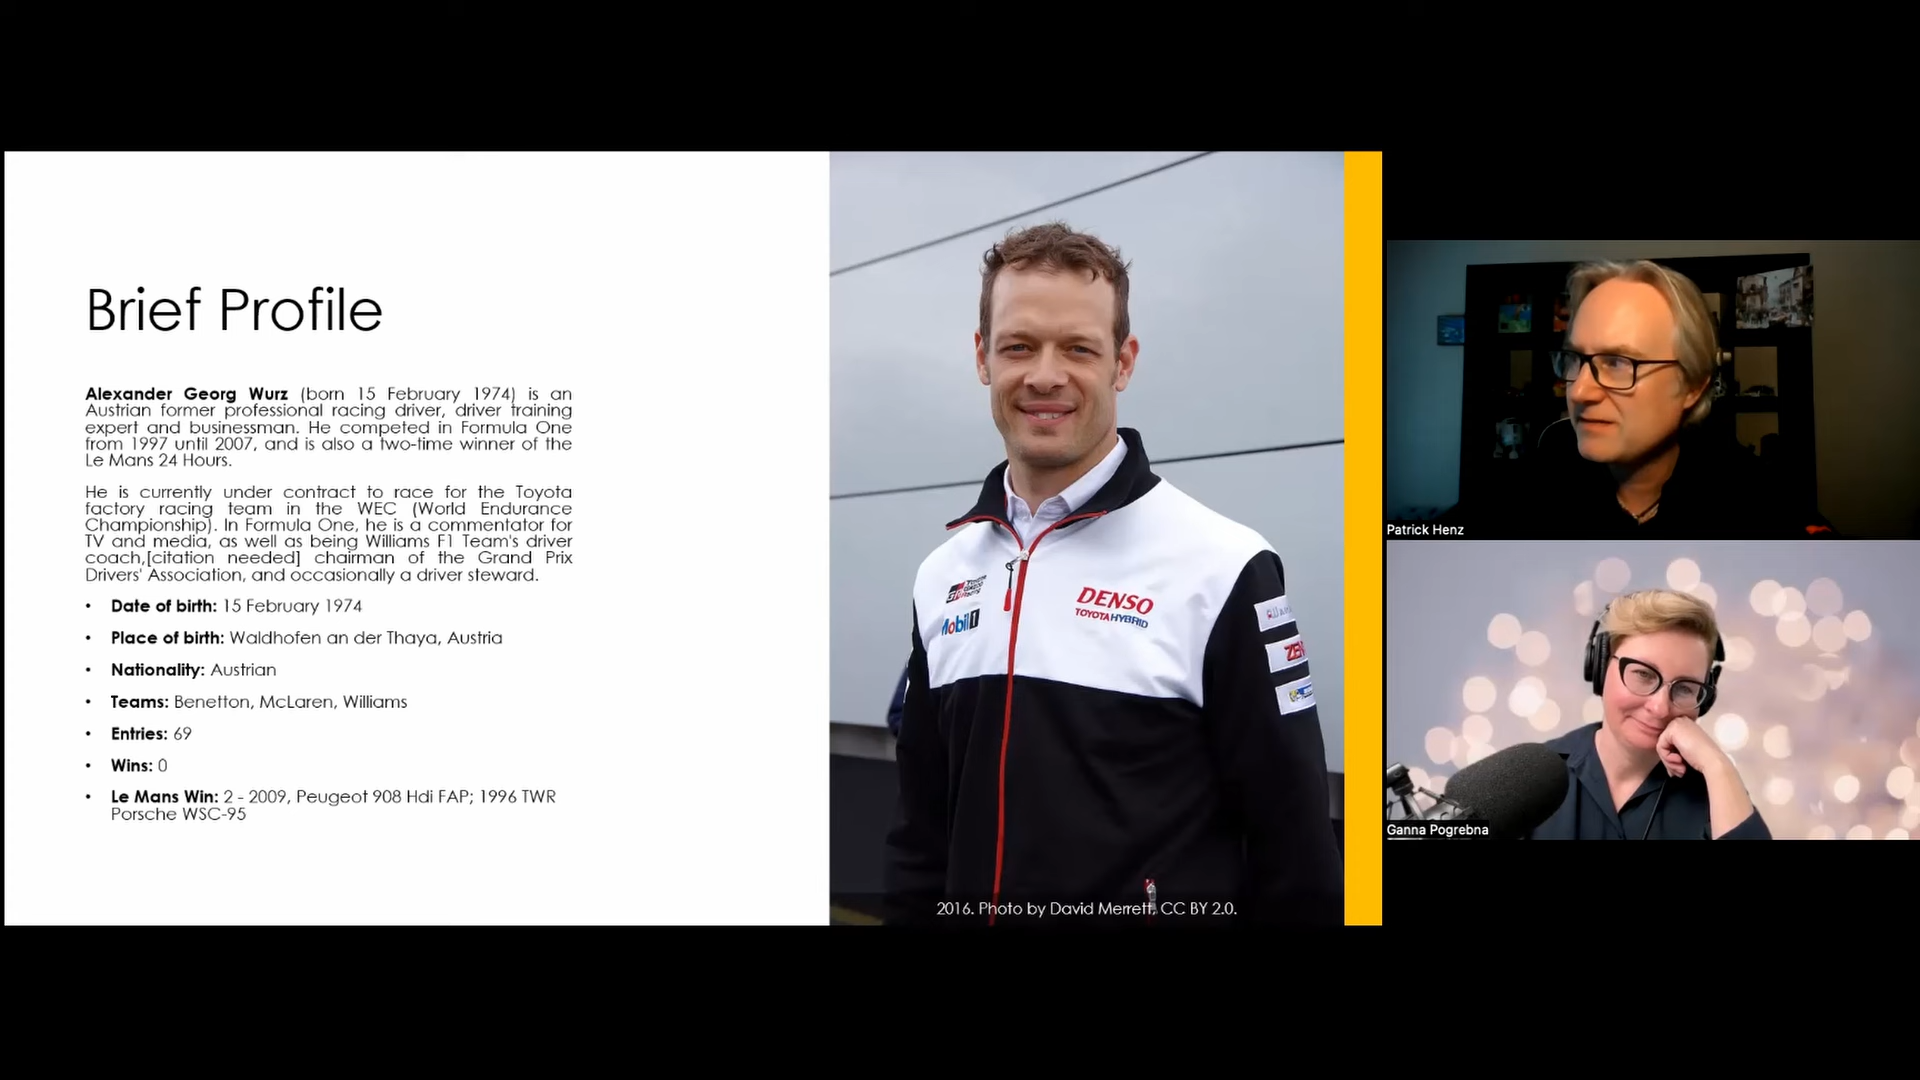 Brief Profile
Alexander Georg Wurz (born 15 February 1974) is an
Austrian former professional racing driver, driver training
expert and businessman. He competed in Formula One
from 1997 until 2007, and is also a two-time winner of the
Le Mans 24 Hours.
He is currently under contract to race for the Toyota
factory racing team in the WEC (World Endurance
Championship). In Formula One, he is a commentator for
TV and media, as well as being Williams F1 Team's driver
coach,[citation needed] chairman of the Grand Prix
Drivers' Association, and occasionally a driver steward.
• Date of birth: 15 February 1974
• Place of birth: Waldhofen an der Thaya, Austria
• Nationality: Austrian
• Teams: Benetton, McLaren, Williams
• Entries: 69
• Wins: 0
• Le Mans Win: 2 - 2009, Peugeot 908 Hdi FAP; 1996 TWR
Porsche WSC-95
GR
Mobil 1
DENSO
TOYOTA HYBRID
2016. Photo by David Merrett, CC BY 2.0.
Patrick Henz
Ganna Pogrebna